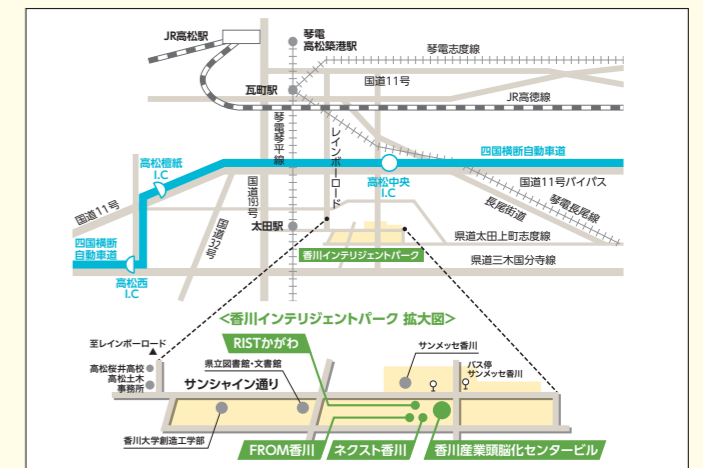 JR高松駅
琴電
高松築港駅
琴電志度線
国道11号
瓦町駅
JR高徳線
琴電琴平線
レインボーロード
四国横断自動車道
高松檀紙
I.C
高松中央
I.C
国道11号バイパス
国道193号
長尾街道
琴電長尾線
国道11号
国道32号
太田駅
県道太田上町志度線
四国横断
自動車道
香川インテリジェントパーク
県道三木国分寺線
高松西
I.C
<香川インテリジェントパーク 拡大図>
RISTかがわ
至レインボーロード
サンメッセ香川
県立図書館・文書館
バス停
サンメッセ香川
高松桜井高校
高松土木
事務所
サンシャイン通り
香川大学創造工学部
FROM香川
ネクスト香川
香川産業頭脳化センタービル